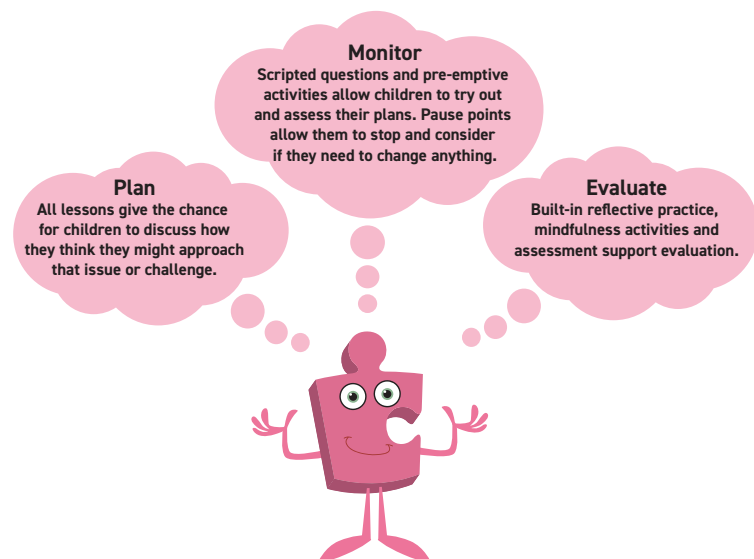 Plan
All lessons give the chance
for children to discuss how
they think they might approach
that issue or challenge.
Monitor
Scripted questions and pre-emptive
activities allow children to try out
and assess their plans. Pause points
allow them to stop and consider
if they need to change anything.
Evaluate
Built-in reflective practice,
mindfulness activities and
assessment support evaluation.